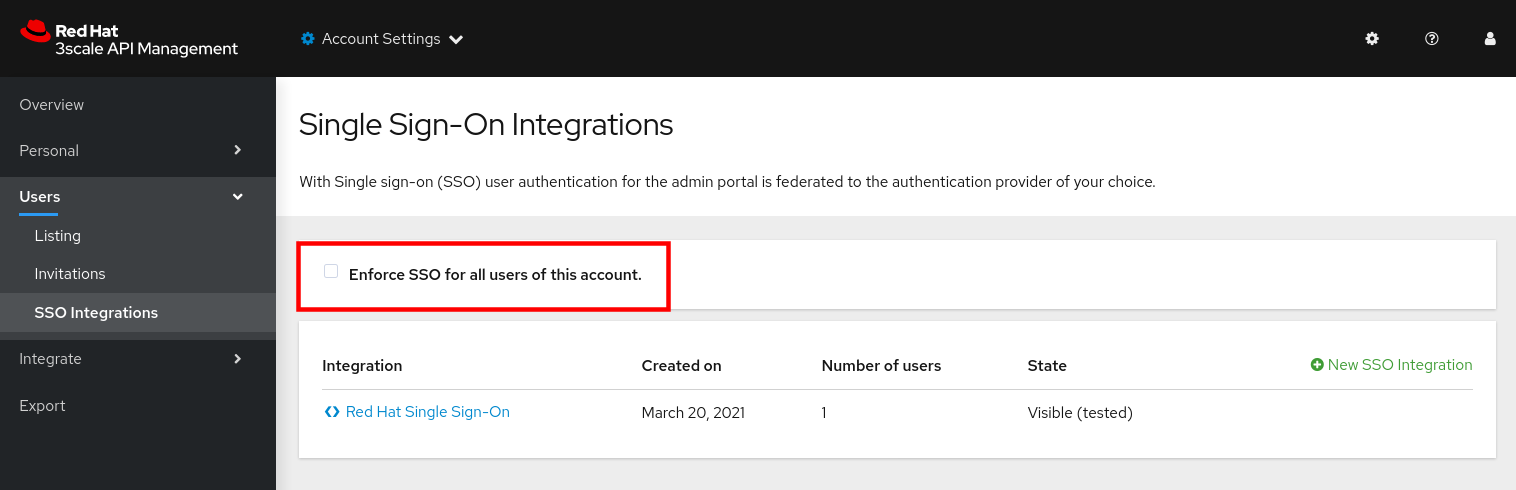 Red Hat
3scale API Management
Account Settings
Overview
Personal
Users
Listing
Invitations
SSO Integrations
Integrate
Export
Single Sign-On Integrations
With Single sign-on (SSO) user authentication for the admin portal is federated to the authentication provider of your choice.
Enforce SSO for all users of this account.
Integration Created on Number of users State New SSO Integration
Red Hat Single Sign-On March 20, 2021 1 Visible (tested)